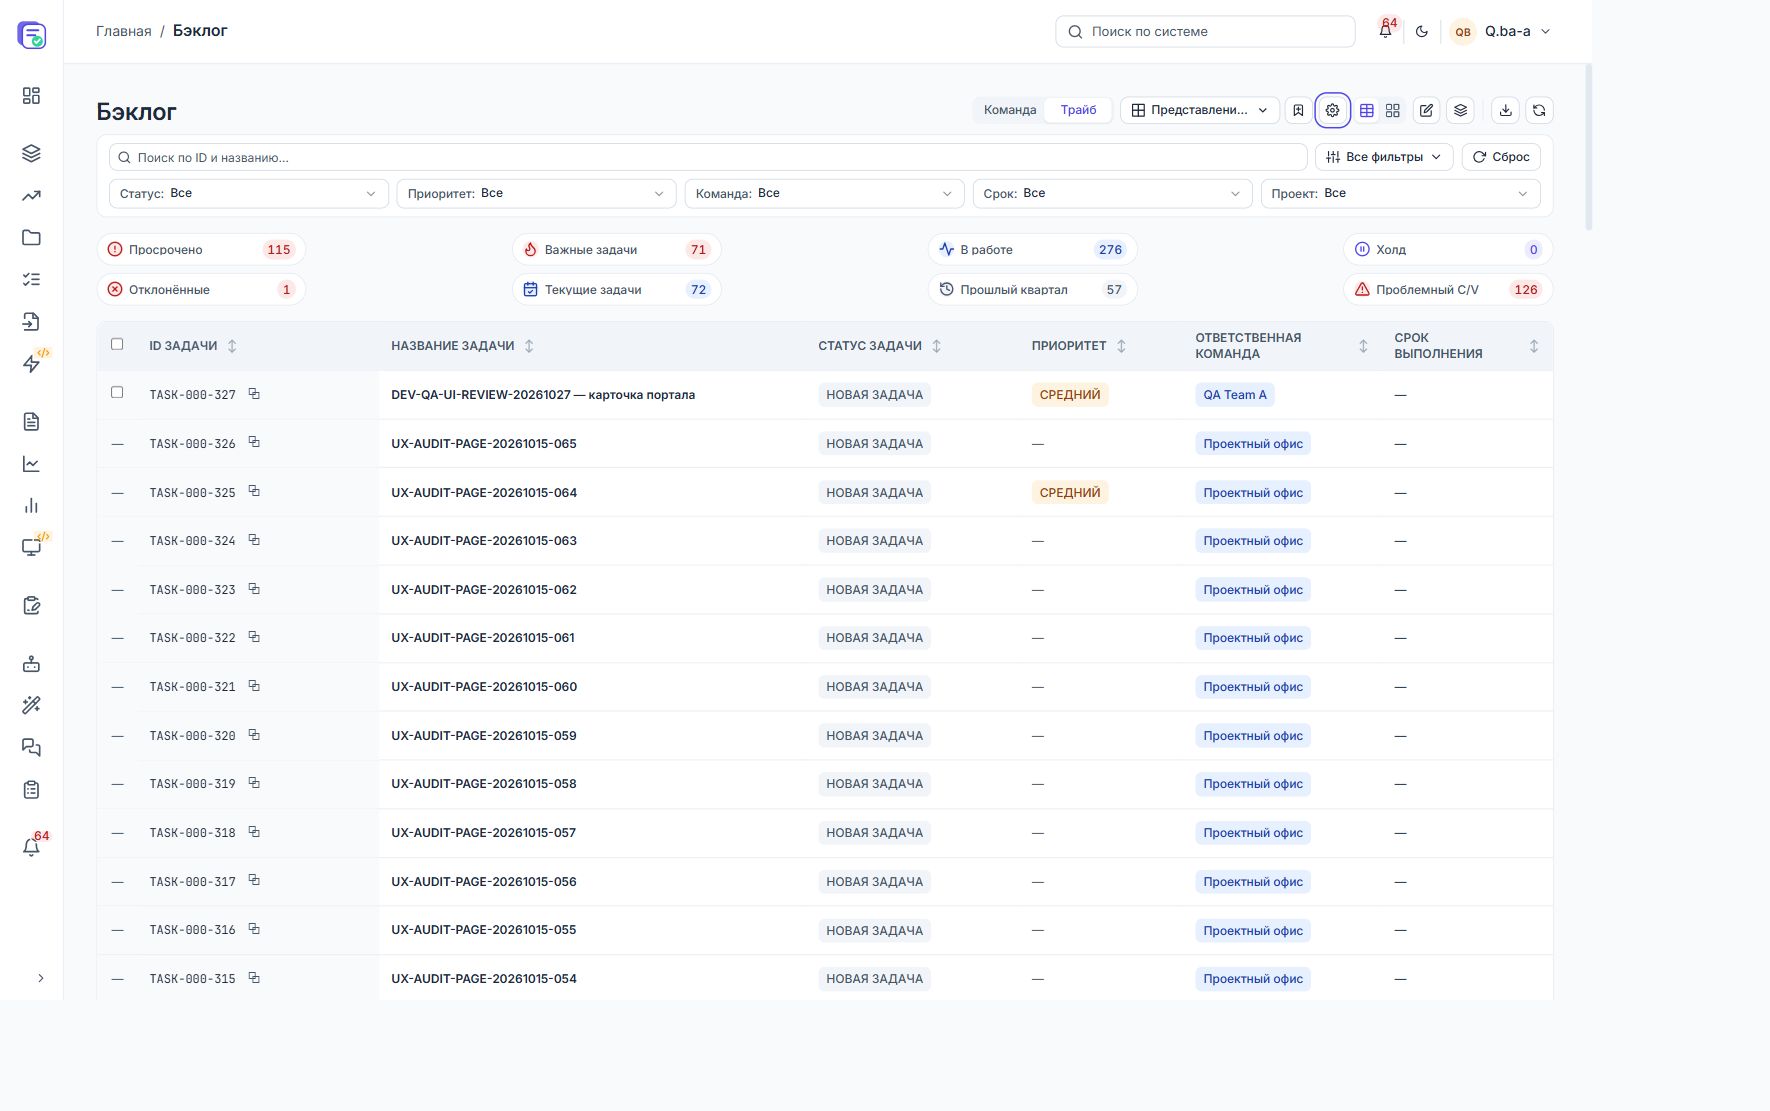 Главная / Бэклог
Поиск по системе
64
QB
Q.ba-a
Бэклог
Команда
Трайб
Представлени...
Поиск по ID и названию...
Все фильтры
Сброс
Статус: Все
Приоритет: Все
Команда: Все
Срок: Все
Проект: Все
Просрочено 115
Важные задачи 71
В работе 276
Холд 0
Отклонённые 1
Текущие задачи 72
Прошлый квартал 57
Проблемный C/V 126
ID ЗАДАЧИ
НАЗВАНИЕ ЗАДАЧИ
СТАТУС ЗАДАЧИ
ПРИОРИТЕТ
ОТВЕТСТВЕННАЯ КОМАНДА
СРОК ВЫПОЛНЕНИЯ
TASK-000-327 DEV-QA-UI-REVIEW-20261027 — карточка портала НОВАЯ ЗАДАЧА СРЕДНИЙ QA Team A —
— TASK-000-326 UX-AUDIT-PAGE-20261015-065 НОВАЯ ЗАДАЧА — Проектный офис —
— TASK-000-325 UX-AUDIT-PAGE-20261015-064 НОВАЯ ЗАДАЧА СРЕДНИЙ Проектный офис —
— TASK-000-324 UX-AUDIT-PAGE-20261015-063 НОВАЯ ЗАДАЧА — Проектный офис —
— TASK-000-323 UX-AUDIT-PAGE-20261015-062 НОВАЯ ЗАДАЧА — Проектный офис —
— TASK-000-322 UX-AUDIT-PAGE-20261015-061 НОВАЯ ЗАДАЧА — Проектный офис —
— TASK-000-321 UX-AUDIT-PAGE-20261015-060 НОВАЯ ЗАДАЧА — Проектный офис —
— TASK-000-320 UX-AUDIT-PAGE-20261015-059 НОВАЯ ЗАДАЧА — Проектный офис —
— TASK-000-319 UX-AUDIT-PAGE-20261015-058 НОВАЯ ЗАДАЧА — Проектный офис —
— TASK-000-318 UX-AUDIT-PAGE-20261015-057 НОВАЯ ЗАДАЧА — Проектный офис —
— TASK-000-317 UX-AUDIT-PAGE-20261015-056 НОВАЯ ЗАДАЧА — Проектный офис —
— TASK-000-316 UX-AUDIT-PAGE-20261015-055 НОВАЯ ЗАДАЧА — Проектный офис —
— TASK-000-315 UX-AUDIT-PAGE-20261015-054 НОВАЯ ЗАДАЧА — Проектный офис —
</>
</>
64